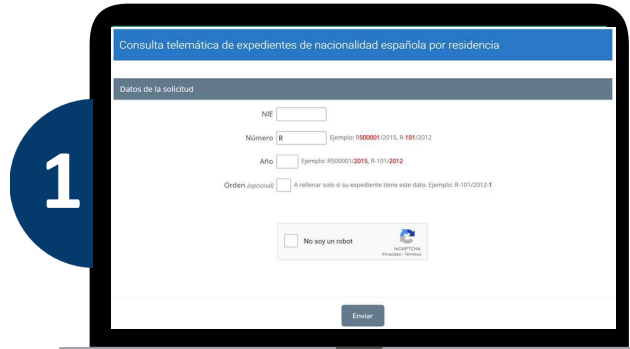 Consulta telemática de expedientes de nacionalidad española por residencia
Datos de la solicitud
NIE
Número R Ejemplo: R500001/2015, R-101/2012
Año Ejemplo: R500001/2015, R-101/2012
Orden (opcional) A rellenar solo si su expediente tiene este dato. Ejemplo: R-101/2012-1
1
No soy un robot
reCAPTCHA
Privacidad - Términos
Enviar